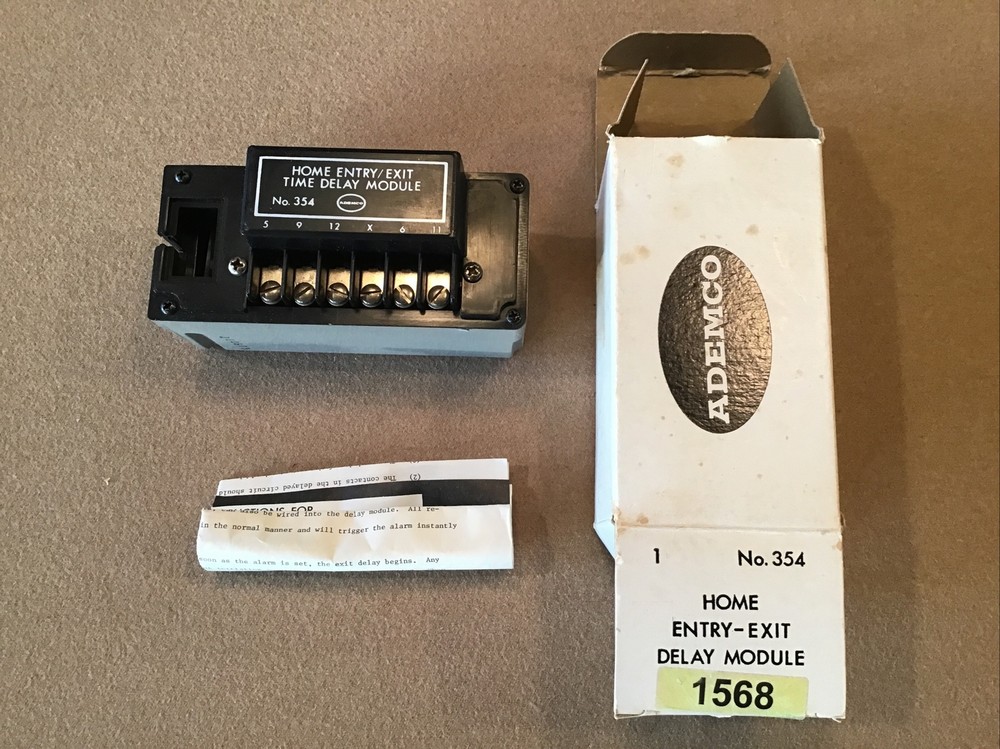 HOME ENTRY/EXIT
TIME DELAY MODULE
No. 354 ADEMCO
5 9 12 X 6 11
ADEMCO
1 No. 354
HOME
ENTRY-EXIT
DELAY MODULE
1568
(2) The contacts in the delayed circuit should
be wired into the delay module. All re-
in the normal manner and will trigger the alarm instantly
soon as the alarm is set, the exit delay begins. Any